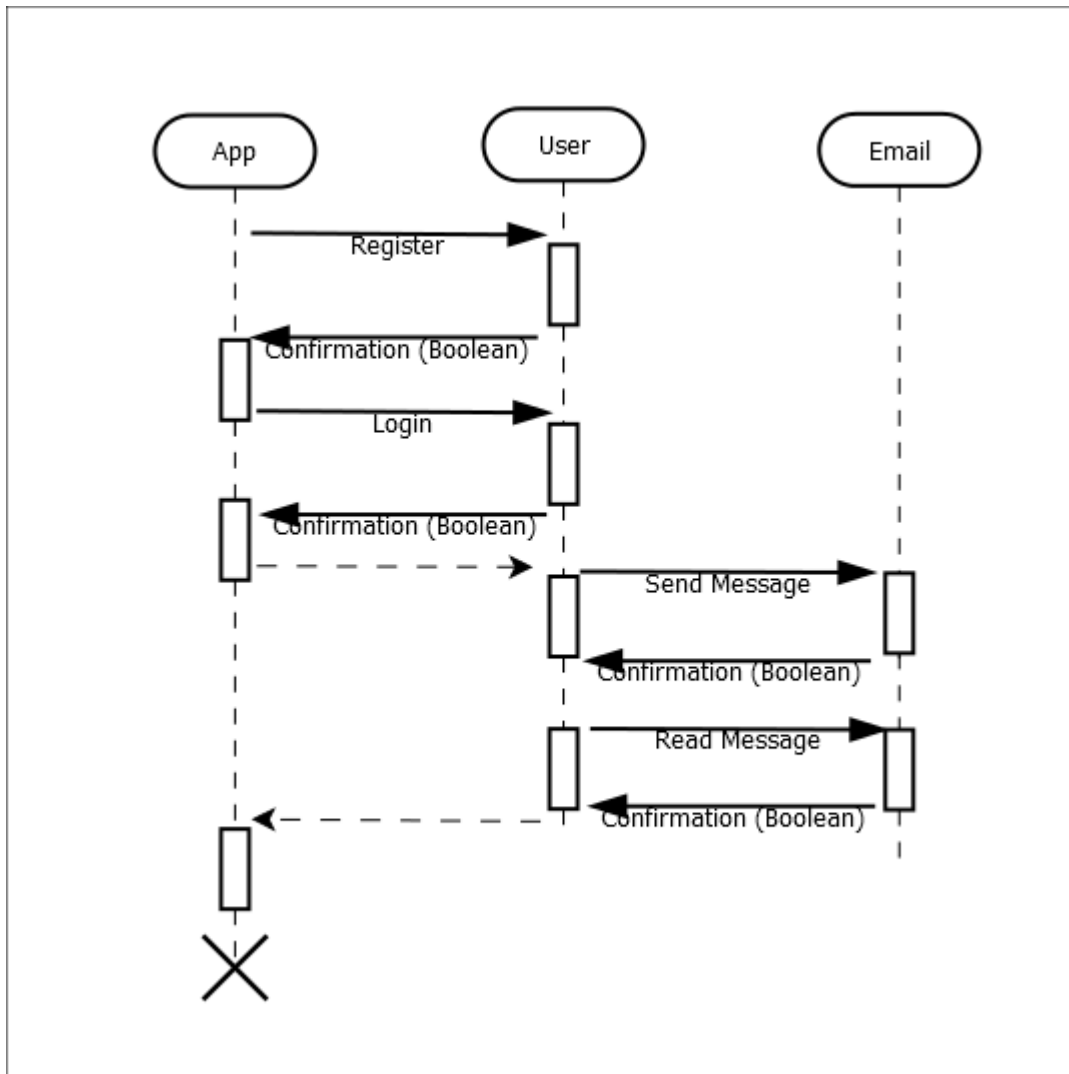 App
User
Email
Register
Confirmation (Boolean)
Login
Confirmation (Boolean)
Send Message
Confirmation (Boolean)
Read Message
Confirmation (Boolean)